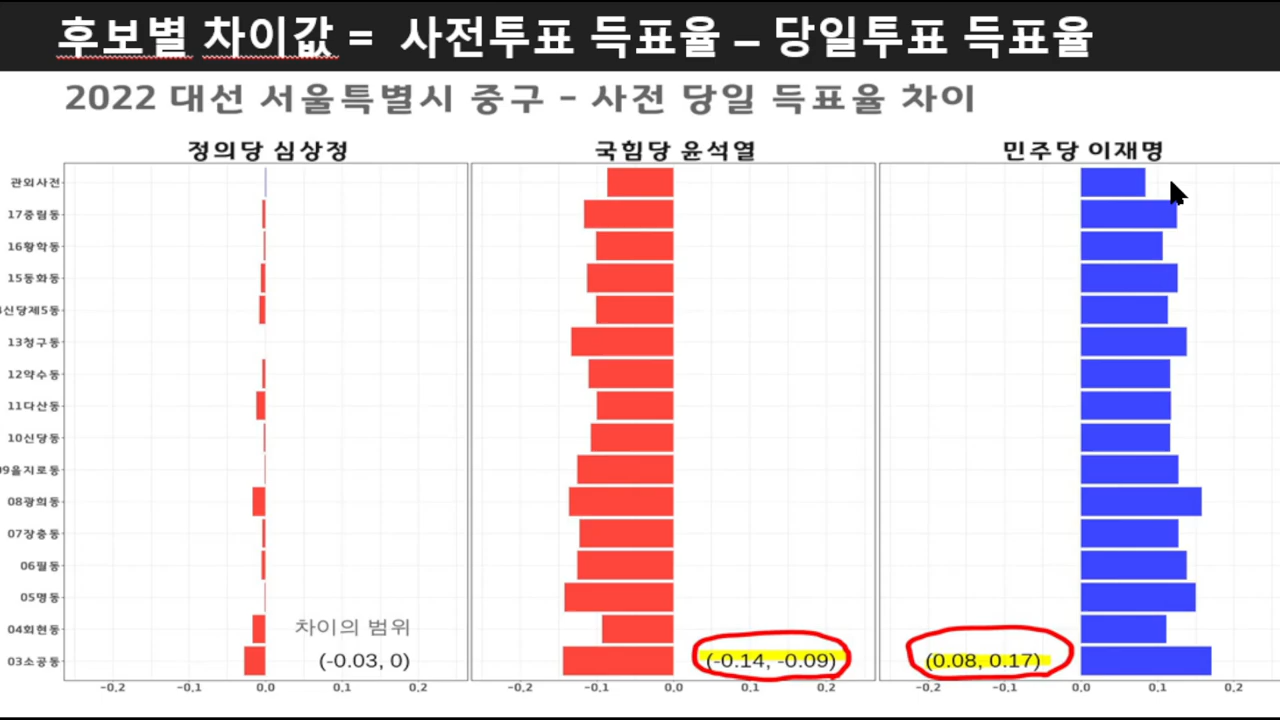 후보별 차이값 = 사전투표 득표율 – 당일투표 득표율
2022 대선 서울특별시 중구 - 사전 당일 득표율 차이
정의당 심상정 국힘당 윤석열 민주당 이재명
관외사전
17중림동
16황학동
15동화동
신당제5동
13청구동
12약수동
11다산동
10신당동
09을지로동
08광희동
07장충동
06필동
05명동
04회현동
차이의 범위
03소공동
(-0.03, 0) (-0.14, -0.09) (0.08, 0.17)
-0.2 -0.1 0.0 0.1 0.2 -0.2 -0.1 0.0 0.1 0.2 -0.2 -0.1 0.0 0.1 0.2